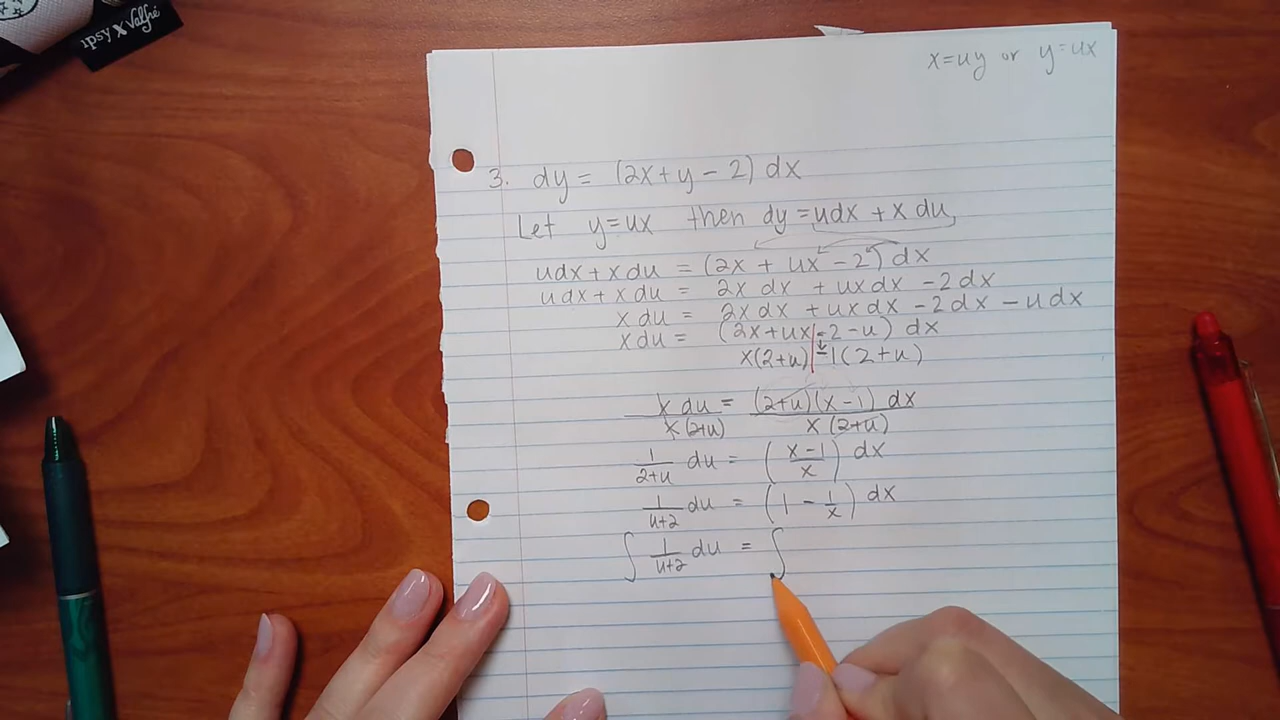 ipsy x Valfré
x=uy or y=ux
3. dy = (2x+y-2) dx
Let y=ux then dy = udx + x du,
udx + x du = (2x + ux - 2) dx
udx + x du = 2x dx + ux dx - 2 dx
x du = 2x dx + ux dx - 2 dx - u dx
x du = (2x+ux-2-u) dx
x(2+u) -1(2+u)
x du = (2+u)(x-1) dx
x(2+u) x(2+u)
1/(2+u) du = ((x-1)/x) dx
1/(u+2) du = (1 - 1/x) dx
∫ 1/(u+2) du = ∫